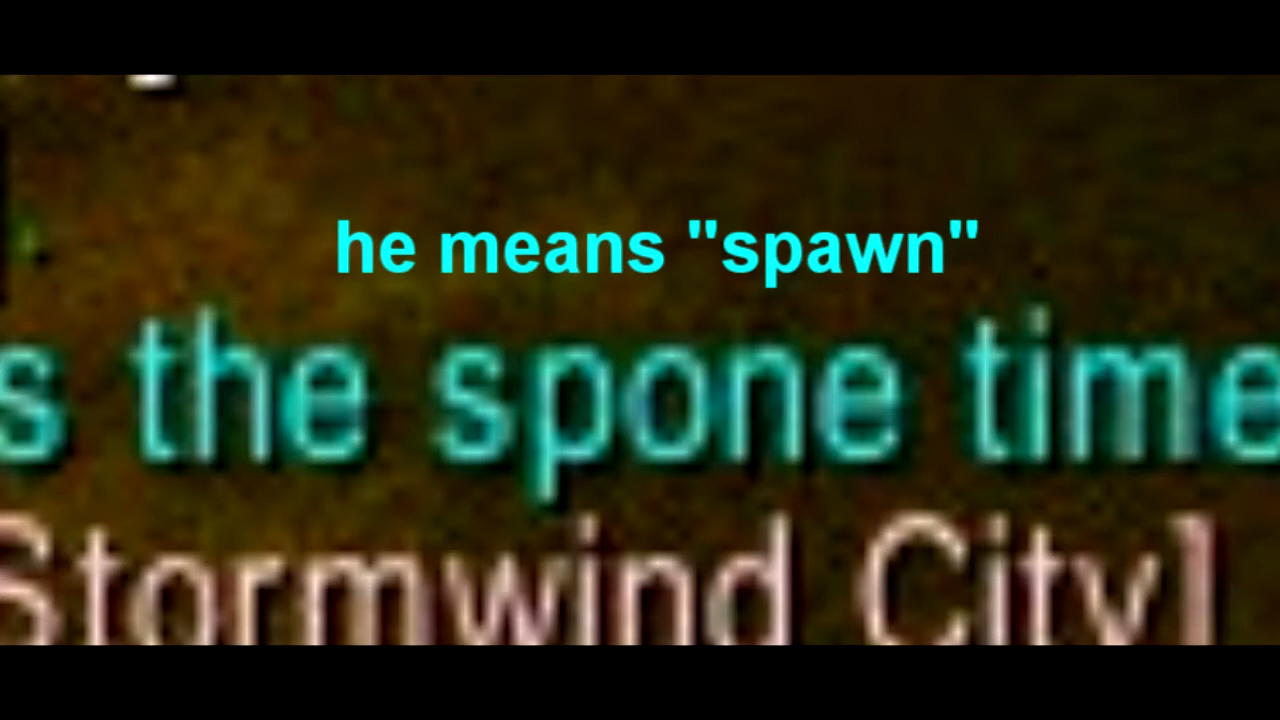 he means "spawn"
s the spone time
Stormwind City]